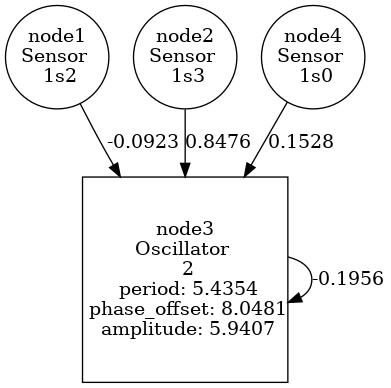 node1
Sensor
1s2
node2
Sensor
1s3
node4
Sensor
1s0
-0.0923
0.8476
0.1528
node3
Oscillator
2
period: 5.4354
phase_offset: 8.0481
amplitude: 5.9407
-0.1956